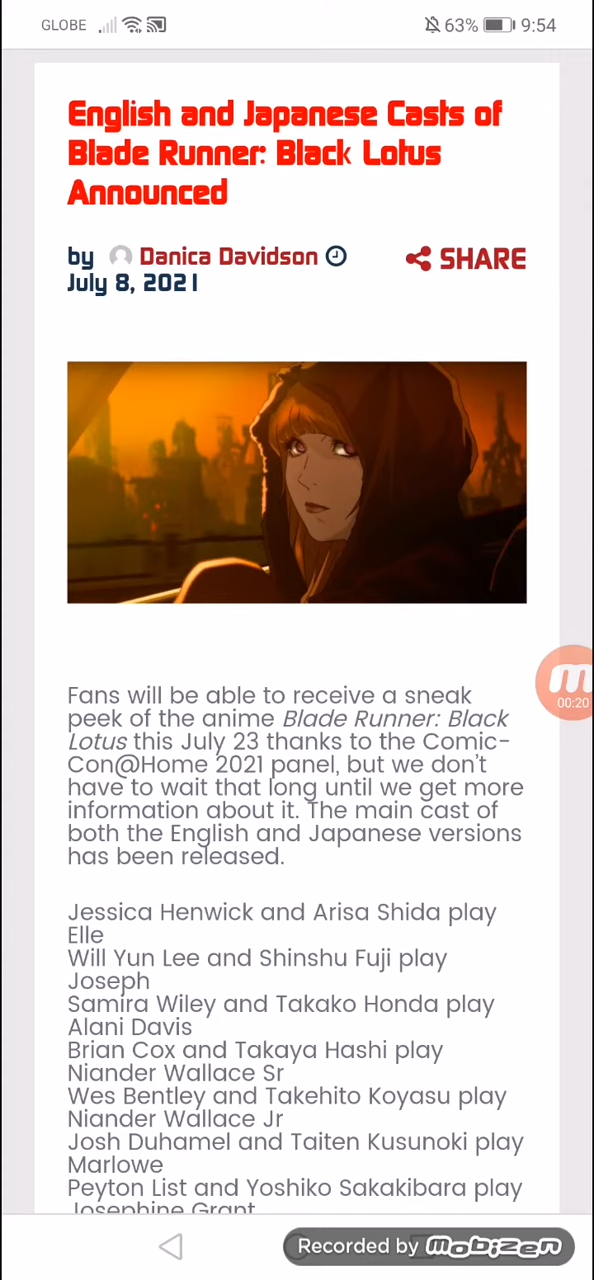 GLOBE 63% 9:54
English and Japanese Casts of
Blade Runner: Black Lotus
Announced
by Danica Davidson SHARE
July 8, 2021
Fans will be able to receive a sneak
peek of the anime Blade Runner: Black
Lotus this July 23 thanks to the Comic-
Con@Home 2021 panel, but we don't
have to wait that long until we get more
information about it. The main cast of
both the English and Japanese versions
has been released.
m
00:20
Jessica Henwick and Arisa Shida play
Elle
Will Yun Lee and Shinshu Fuji play
Joseph
Samira Wiley and Takako Honda play
Alani Davis
Brian Cox and Takaya Hashi play
Niander Wallace Sr
Wes Bentley and Takehito Koyasu play
Niander Wallace Jr
Josh Duhamel and Taiten Kusunoki play
Marlowe
Peyton List and Yoshiko Sakakibara play
Josephine Grant
Recorded by mobizen